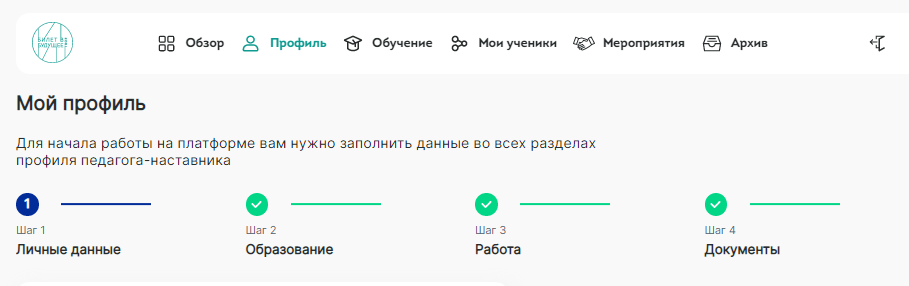 БИЛЕТ В
БУДУЩЕЕ
Обзор
Профиль
Обучение
Мои ученики
Мероприятия
Архив
Мой профиль
Для начала работы на платформе вам нужно заполнить данные во всех разделах
профиля педагога-наставника
1
Шаг 1
Личные данные
Шаг 2
Образование
Шаг 3
Работа
Шаг 4
Документы